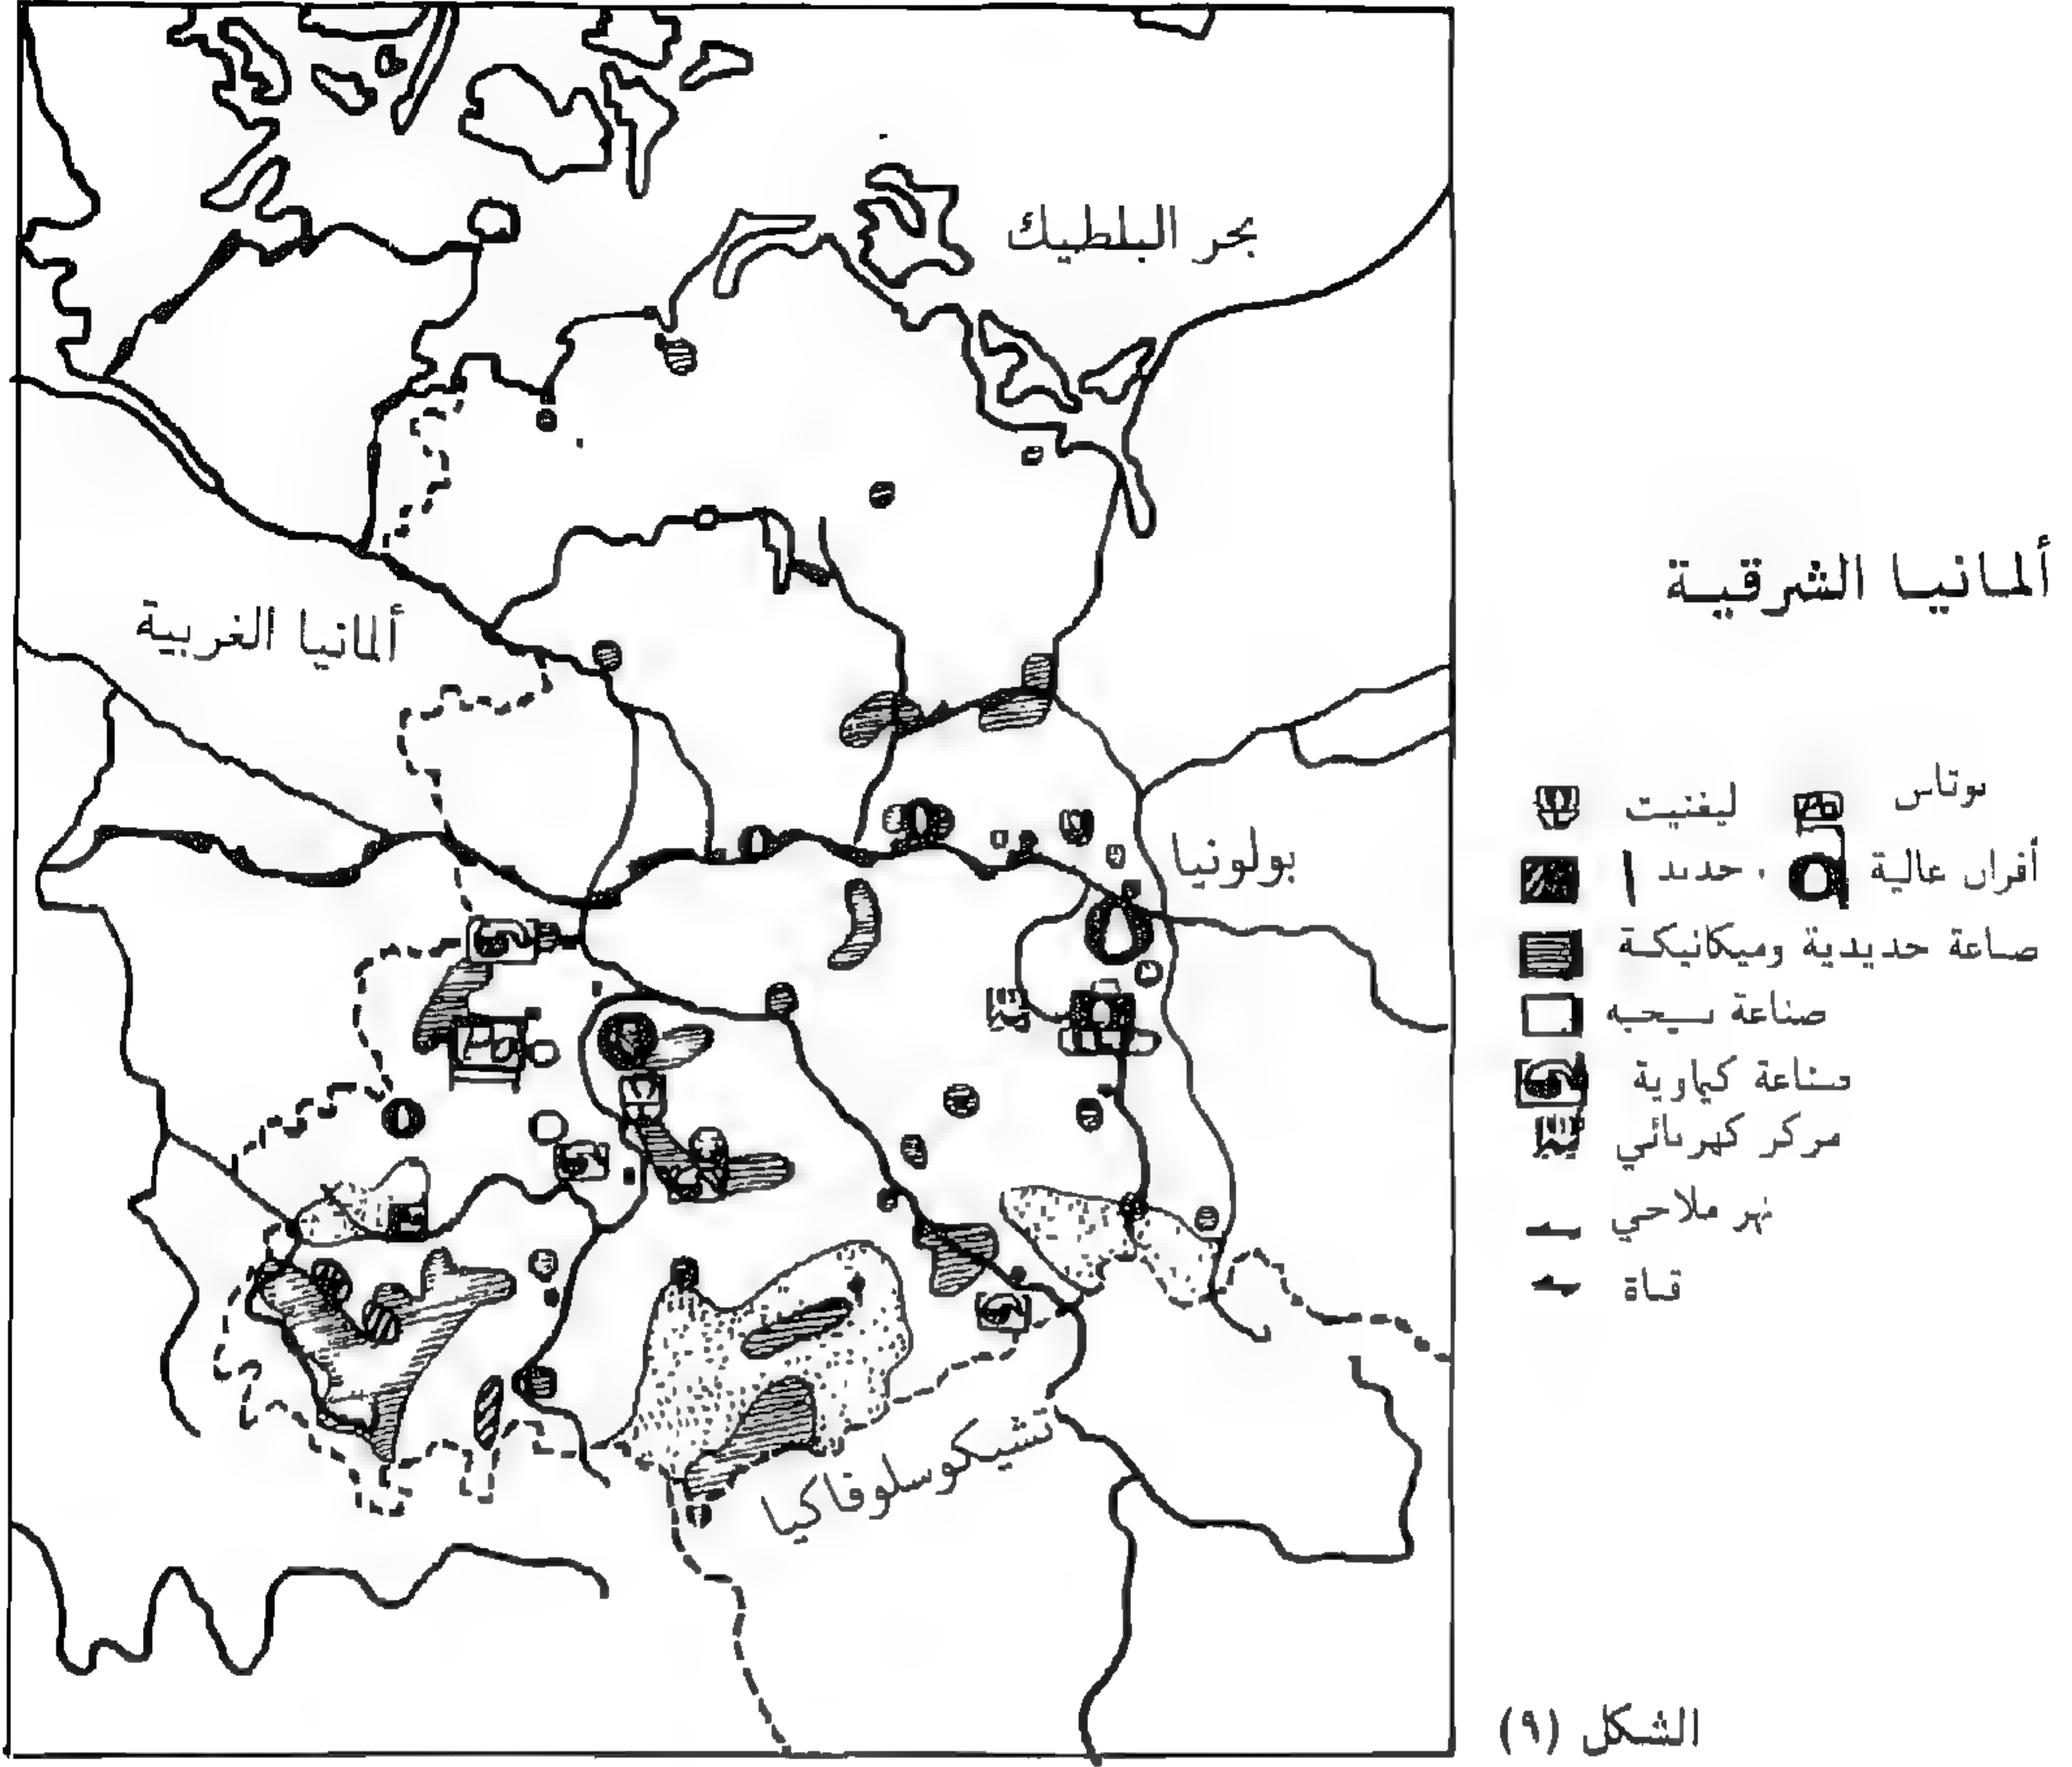 بحر البلطيك
ألمانيا الغربية
بولونيا
تشيكوسلوفاكيا
ألمانيا الشرقية
بوتاس
ليغنيت
أفران عالية
حديد
صناعة حديدية وميكانيكية
صناعة نسيجية
صناعة كيماوية
مركز كهربائي
نهر ملاحي
قناة
الشكل (٩)